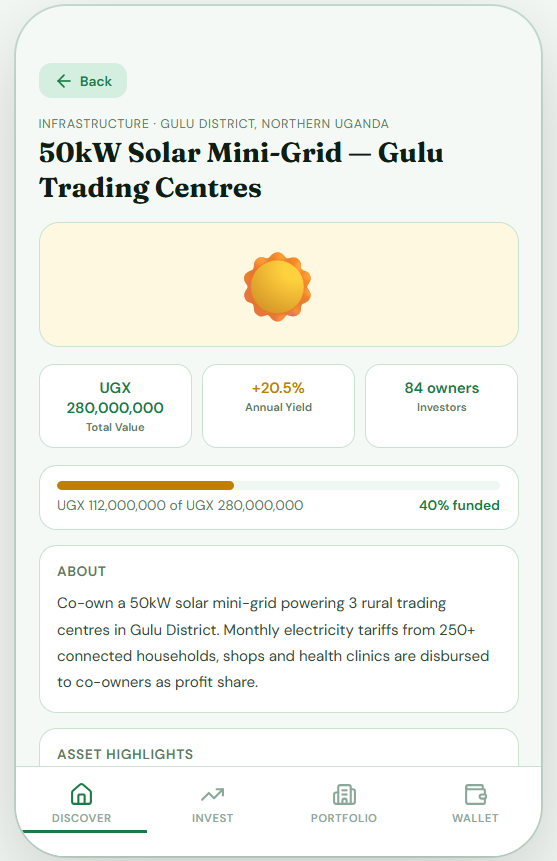 Back
INFRASTRUCTURE · GULU DISTRICT, NORTHERN UGANDA
50kW Solar Mini-Grid — Gulu
Trading Centres
UGX
280,000,000
Total Value
+20.5%
Annual Yield
84 owners
Investors
UGX 112,000,000 of UGX 280,000,000
40% funded
ABOUT
Co-own a 50kW solar mini-grid powering 3 rural trading
centres in Gulu District. Monthly electricity tariffs from 250+
connected households, shops and health clinics are disbursed
to co-owners as profit share.
ASSET HIGHLIGHTS
DISCOVER
INVEST
PORTFOLIO
WALLET